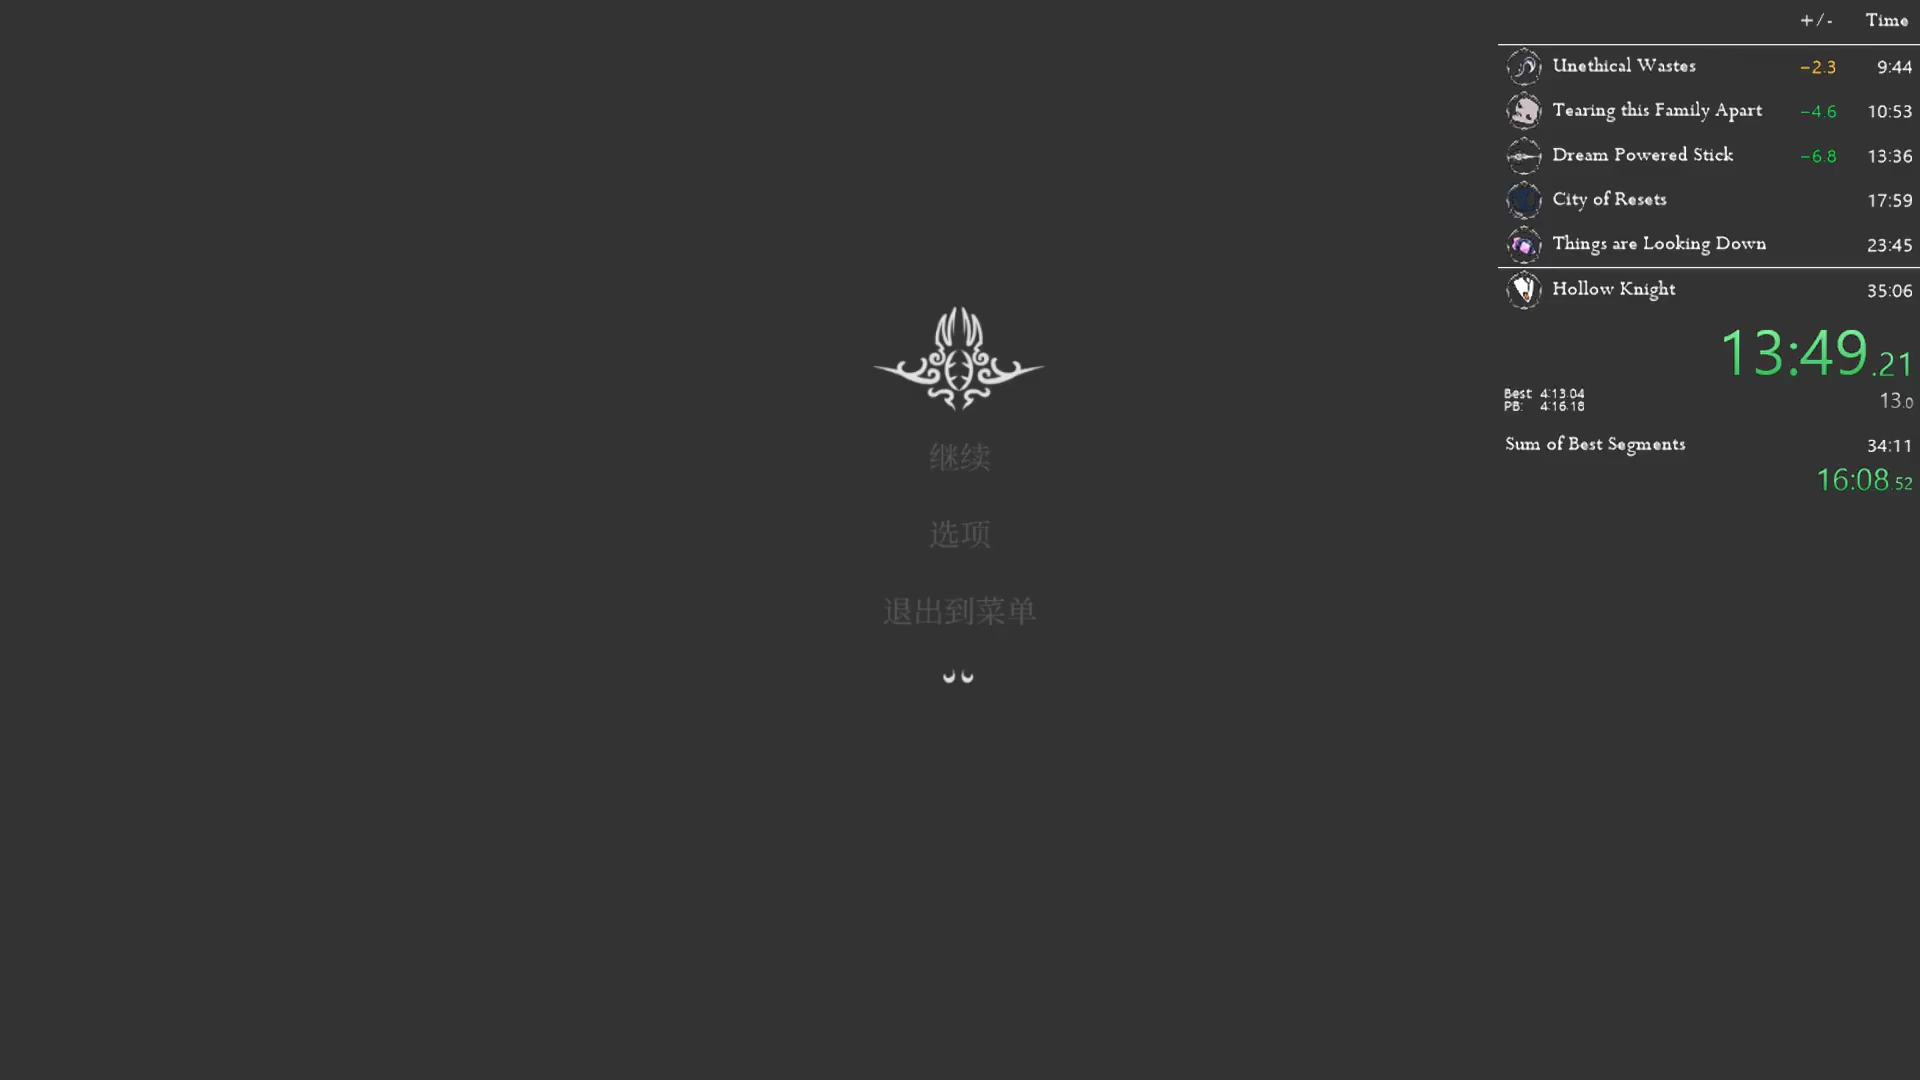 +/- Time
Unethical Wastes -2.3 9:44
Tearing this Family Apart -4.6 10:53
Dream Powered Stick -6.8 13:36
City of Resets 17:59
Things are Looking Down 23:45
Hollow Knight 35:06
13:49.21
Best: 4:13.04 13.0
PB: 4:16.18
Sum of Best Segments 34:11
16:08.52
继续
选项
退出到菜单